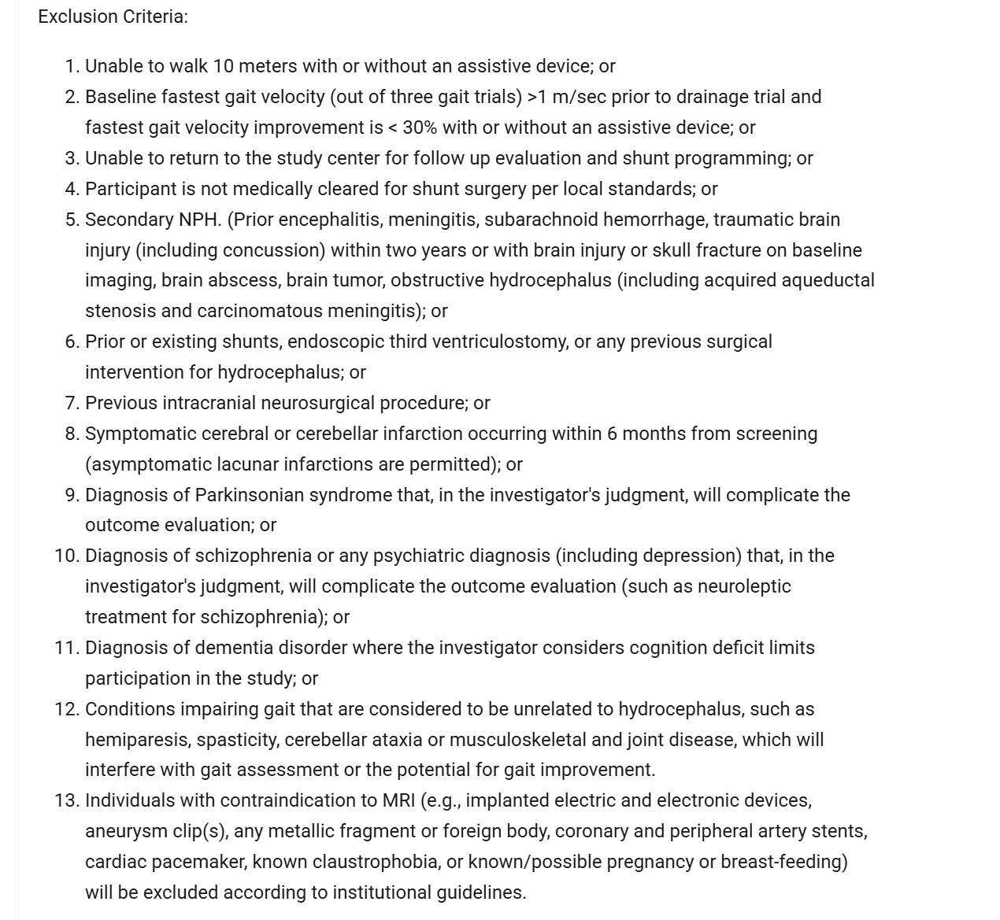 Exclusion Criteria:
1. Unable to walk 10 meters with or without an assistive device; or
2. Baseline fastest gait velocity (out of three gait trials) >1 m/sec prior to drainage trial and
fastest gait velocity improvement is < 30% with or without an assistive device; or
3. Unable to return to the study center for follow up evaluation and shunt programming; or
4. Participant is not medically cleared for shunt surgery per local standards; or
5. Secondary NPH. (Prior encephalitis, meningitis, subarachnoid hemorrhage, traumatic brain
injury (including concussion) within two years or with brain injury or skull fracture on baseline
imaging, brain abscess, brain tumor, obstructive hydrocephalus (including acquired aqueductal
stenosis and carcinomatous meningitis); or
6. Prior or existing shunts, endoscopic third ventriculostomy, or any previous surgical
intervention for hydrocephalus; or
7. Previous intracranial neurosurgical procedure; or
8. Symptomatic cerebral or cerebellar infarction occurring within 6 months from screening
(asymptomatic lacunar infarctions are permitted); or
9. Diagnosis of Parkinsonian syndrome that, in the investigator's judgment, will complicate the
outcome evaluation; or
10. Diagnosis of schizophrenia or any psychiatric diagnosis (including depression) that, in the
investigator's judgment, will complicate the outcome evaluation (such as neuroleptic
treatment for schizophrenia); or
11. Diagnosis of dementia disorder where the investigator considers cognition deficit limits
participation in the study; or
12. Conditions impairing gait that are considered to be unrelated to hydrocephalus, such as
hemiparesis, spasticity, cerebellar ataxia or musculoskeletal and joint disease, which will
interfere with gait assessment or the potential for gait improvement.
13. Individuals with contraindication to MRI (e.g., implanted electric and electronic devices,
aneurysm clip(s), any metallic fragment or foreign body, coronary and peripheral artery stents,
cardiac pacemaker, known claustrophobia, or known/possible pregnancy or breast-feeding)
will be excluded according to institutional guidelines.